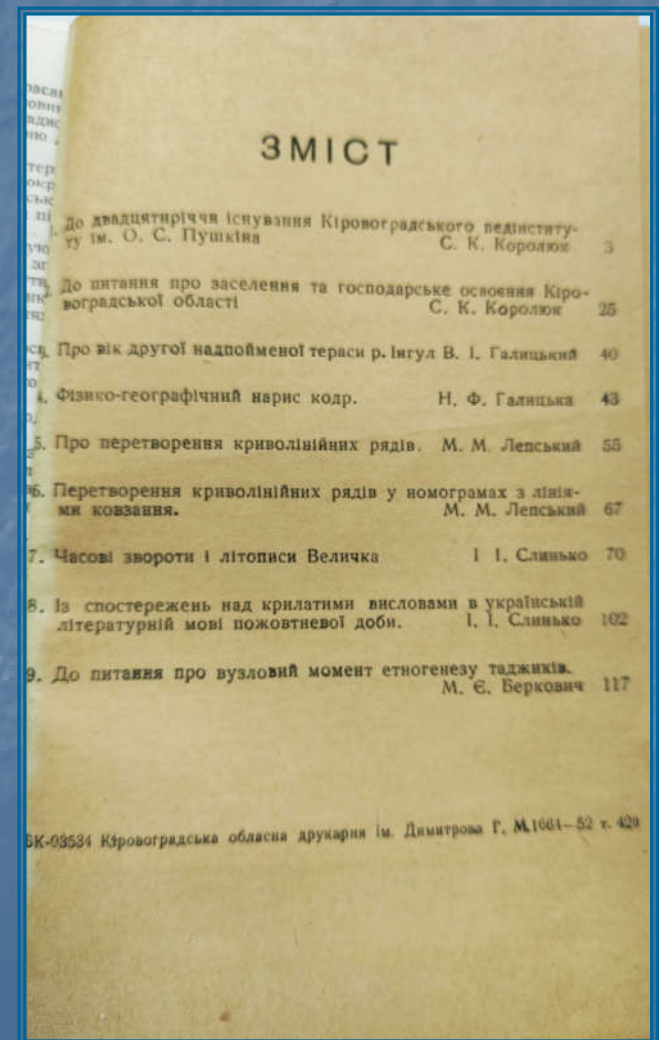 ЗМІСТ
1. До двадцятиріччя існування Кіровоградського педінститу-
ту ім. О. С. Пушкіна С. К. Королюк 3
До питання про заселення та господарське освоєння Кіро-
воградської області С. К. Королюк 25
3. Про вік другої надпойменої тераси р. Інгул В. І. Галицький 40
4. Фізико-географічний нарис кодр. Н. Ф. Галицька 43
5. Про перетворення криволінійних рядів. М. М. Лепський 55
6. Перетворення криволінійних рядів у номограмах з лінія-
ми ковзання. М. М. Лепський 67
7. Часові звороти і літописи Величка І І. Слинько 70
8. Із спостережень над крилатими висловами в українській
літературній мові пожовтневої доби. І. І. Слинько 102
9. До питання про вузловий момент етногенезу таджиків.
М. Є. Беркович 117
БК-03534 Кіровоградська обласна друкарня ім. Димитрова Г. М. 1661—52 т. 420